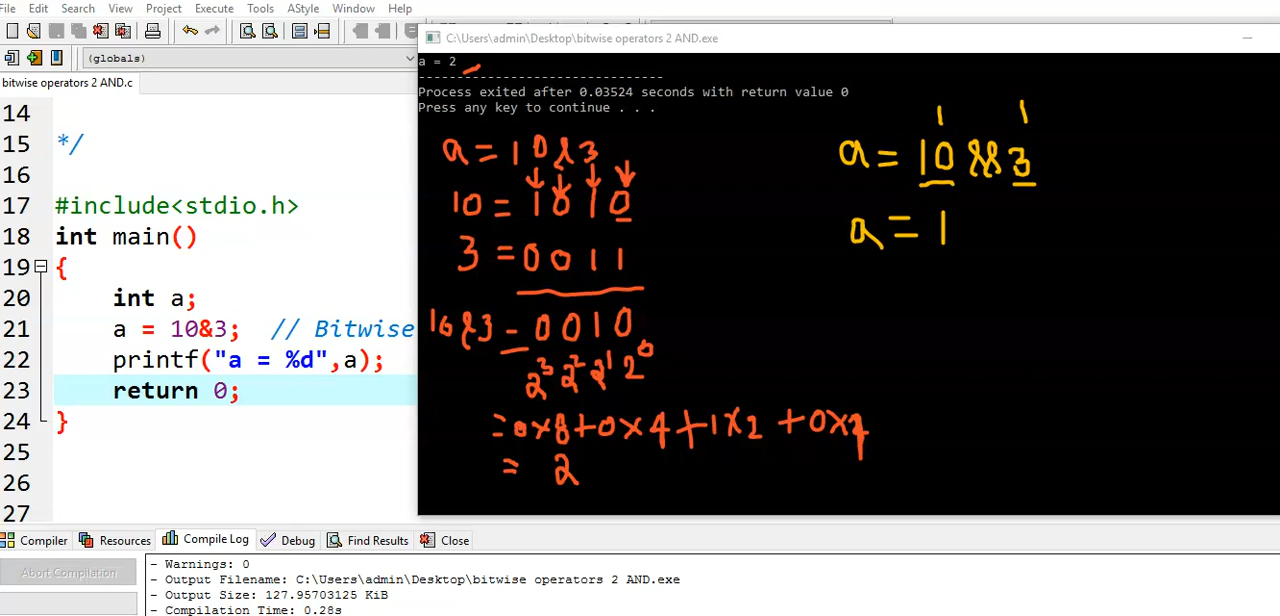 File Edit Search View Project Execute Tools AStyle Window Help
(globals)
bitwise operators 2 AND.c
14
15 */
16
17 #include<stdio.h>
18 int main()
19 {
20 int a;
21 a = 10&3; // Bitwise
22 printf("a = %d",a);
23 return 0;
24 }
25
26
27
C:\Users\admin\Desktop\bitwise operators 2 AND.exe
a = 2
--------------------------------
Process exited after 0.03524 seconds with return value 0
Press any key to continue . . .
a = 10&3
10 = 1010
3 = 0011
10&3 = 0010
2³ 2² 2¹ 2⁰
= 0×8+0×4+1×2+0×1
= 2
1 1
a = 10&&3
a = 1
Compiler Resources Compile Log Debug Find Results Close
Abort Compilation
- Warnings: 0
- Output Filename: C:\Users\admin\Desktop\bitwise operators 2 AND.exe
- Output Size: 127.95703125 KiB
- Compilation Time: 0.28s